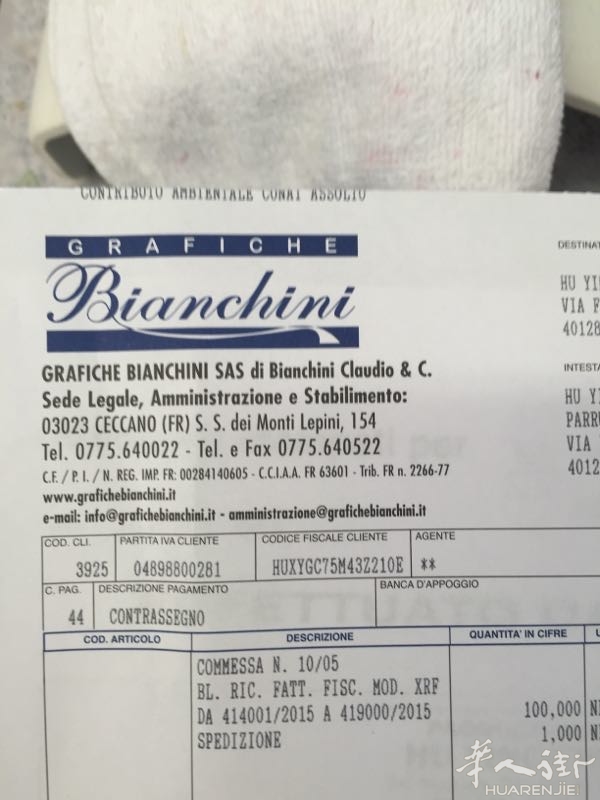 CONTRIBUTO AMBIENTALE CONAI ASSOLTO
GRAFICHE
Bianchini
GRAFICHE BIANCHINI SAS di Bianchini Claudio & C.
Sede Legale, Amministrazione e Stabilimento:
03023 CECCANO (FR) S. S. dei Monti Lepini, 154
Tel. 0775.640022 - Tel. e Fax 0775.640522
C.F. / P. I. / N. REG. IMP. FR: 00284140605 - C.C.I.A.A. FR 63601 - Trib. FR n. 2266-77
www.grafichebianchini.it
e-mail: info@grafichebianchini.it - amministrazione@grafichebianchini.it
DESTINAT
HU YI
VIA F
40128
INTESTA
HU YI
PARRU
VIA
4012
COD. CLI. PARTITA IVA CLIENTE CODICE FISCALE CLIENTE AGENTE
3925 04898800281 HUXYGC75M43Z210E **
C. PAG. DESCRIZIONE PAGAMENTO BANCA D'APPOGGIO
44 CONTRASSEGNO
COD. ARTICOLO DESCRIZIONE QUANTITA' IN CIFRE U
COMMESSA N. 10/05
BL. RIC. FATT. FISC. MOD. XRF
DA 414001/2015 A 419000/2015 100,000 N
SPEDIZIONE 1,000 N
華人街
HUARENJIE